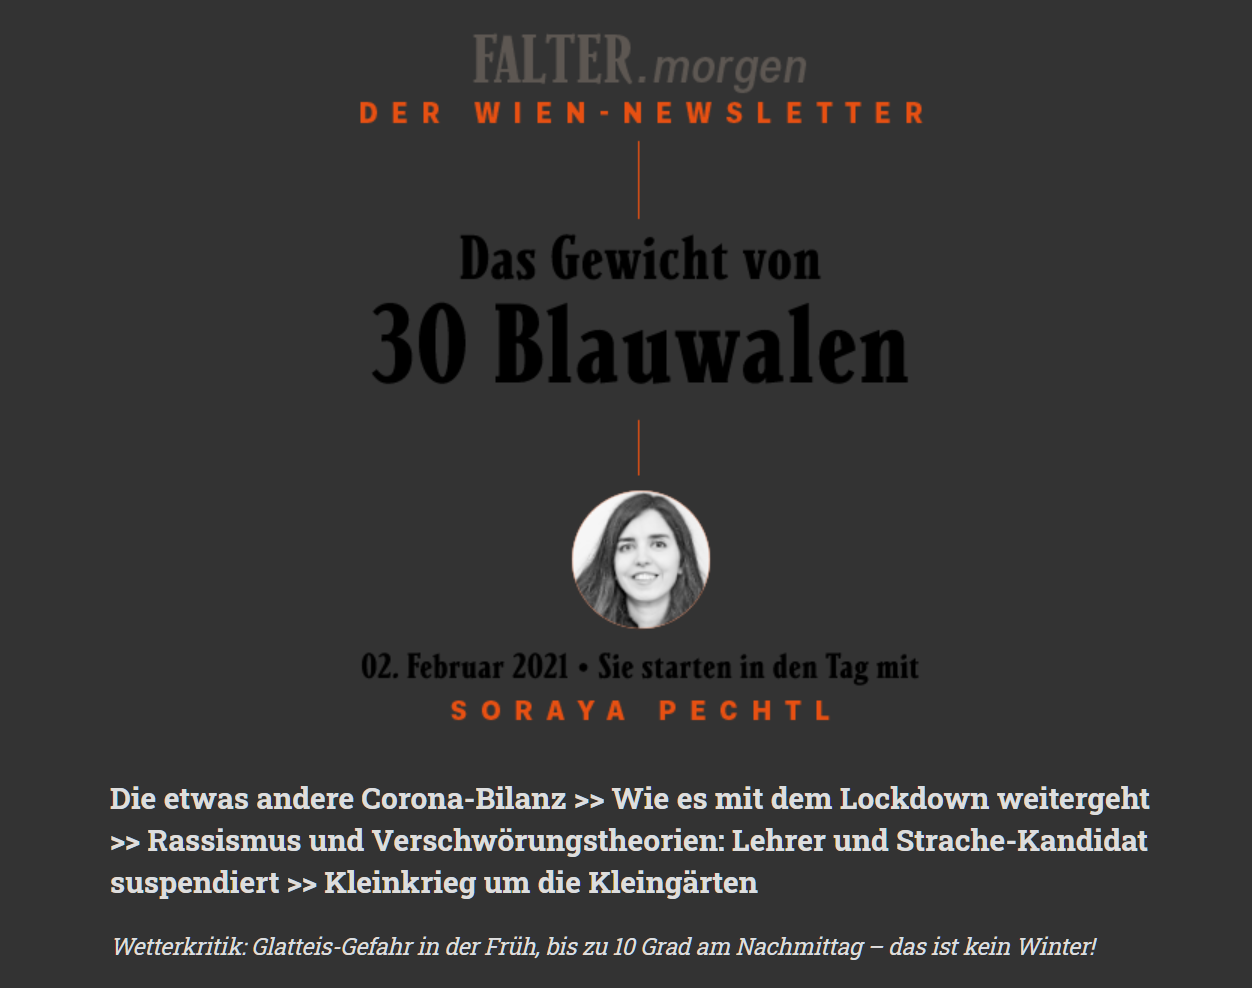 FALTER.morgen
DER WIEN-NEWSLETTER
Das Gewicht von
30 Blauwalen
02. Februar 2021 • Sie starten in den Tag mit
SORAYA PECHTL
Die etwas andere Corona-Bilanz >> Wie es mit dem Lockdown weitergeht
>> Rassismus und Verschwörungstheorien: Lehrer und Strache-Kandidat
suspendiert >> Kleinkrieg um die Kleingärten
Wetterkritik: Glatteis-Gefahr in der Früh, bis zu 10 Grad am Nachmittag – das ist kein Winter!